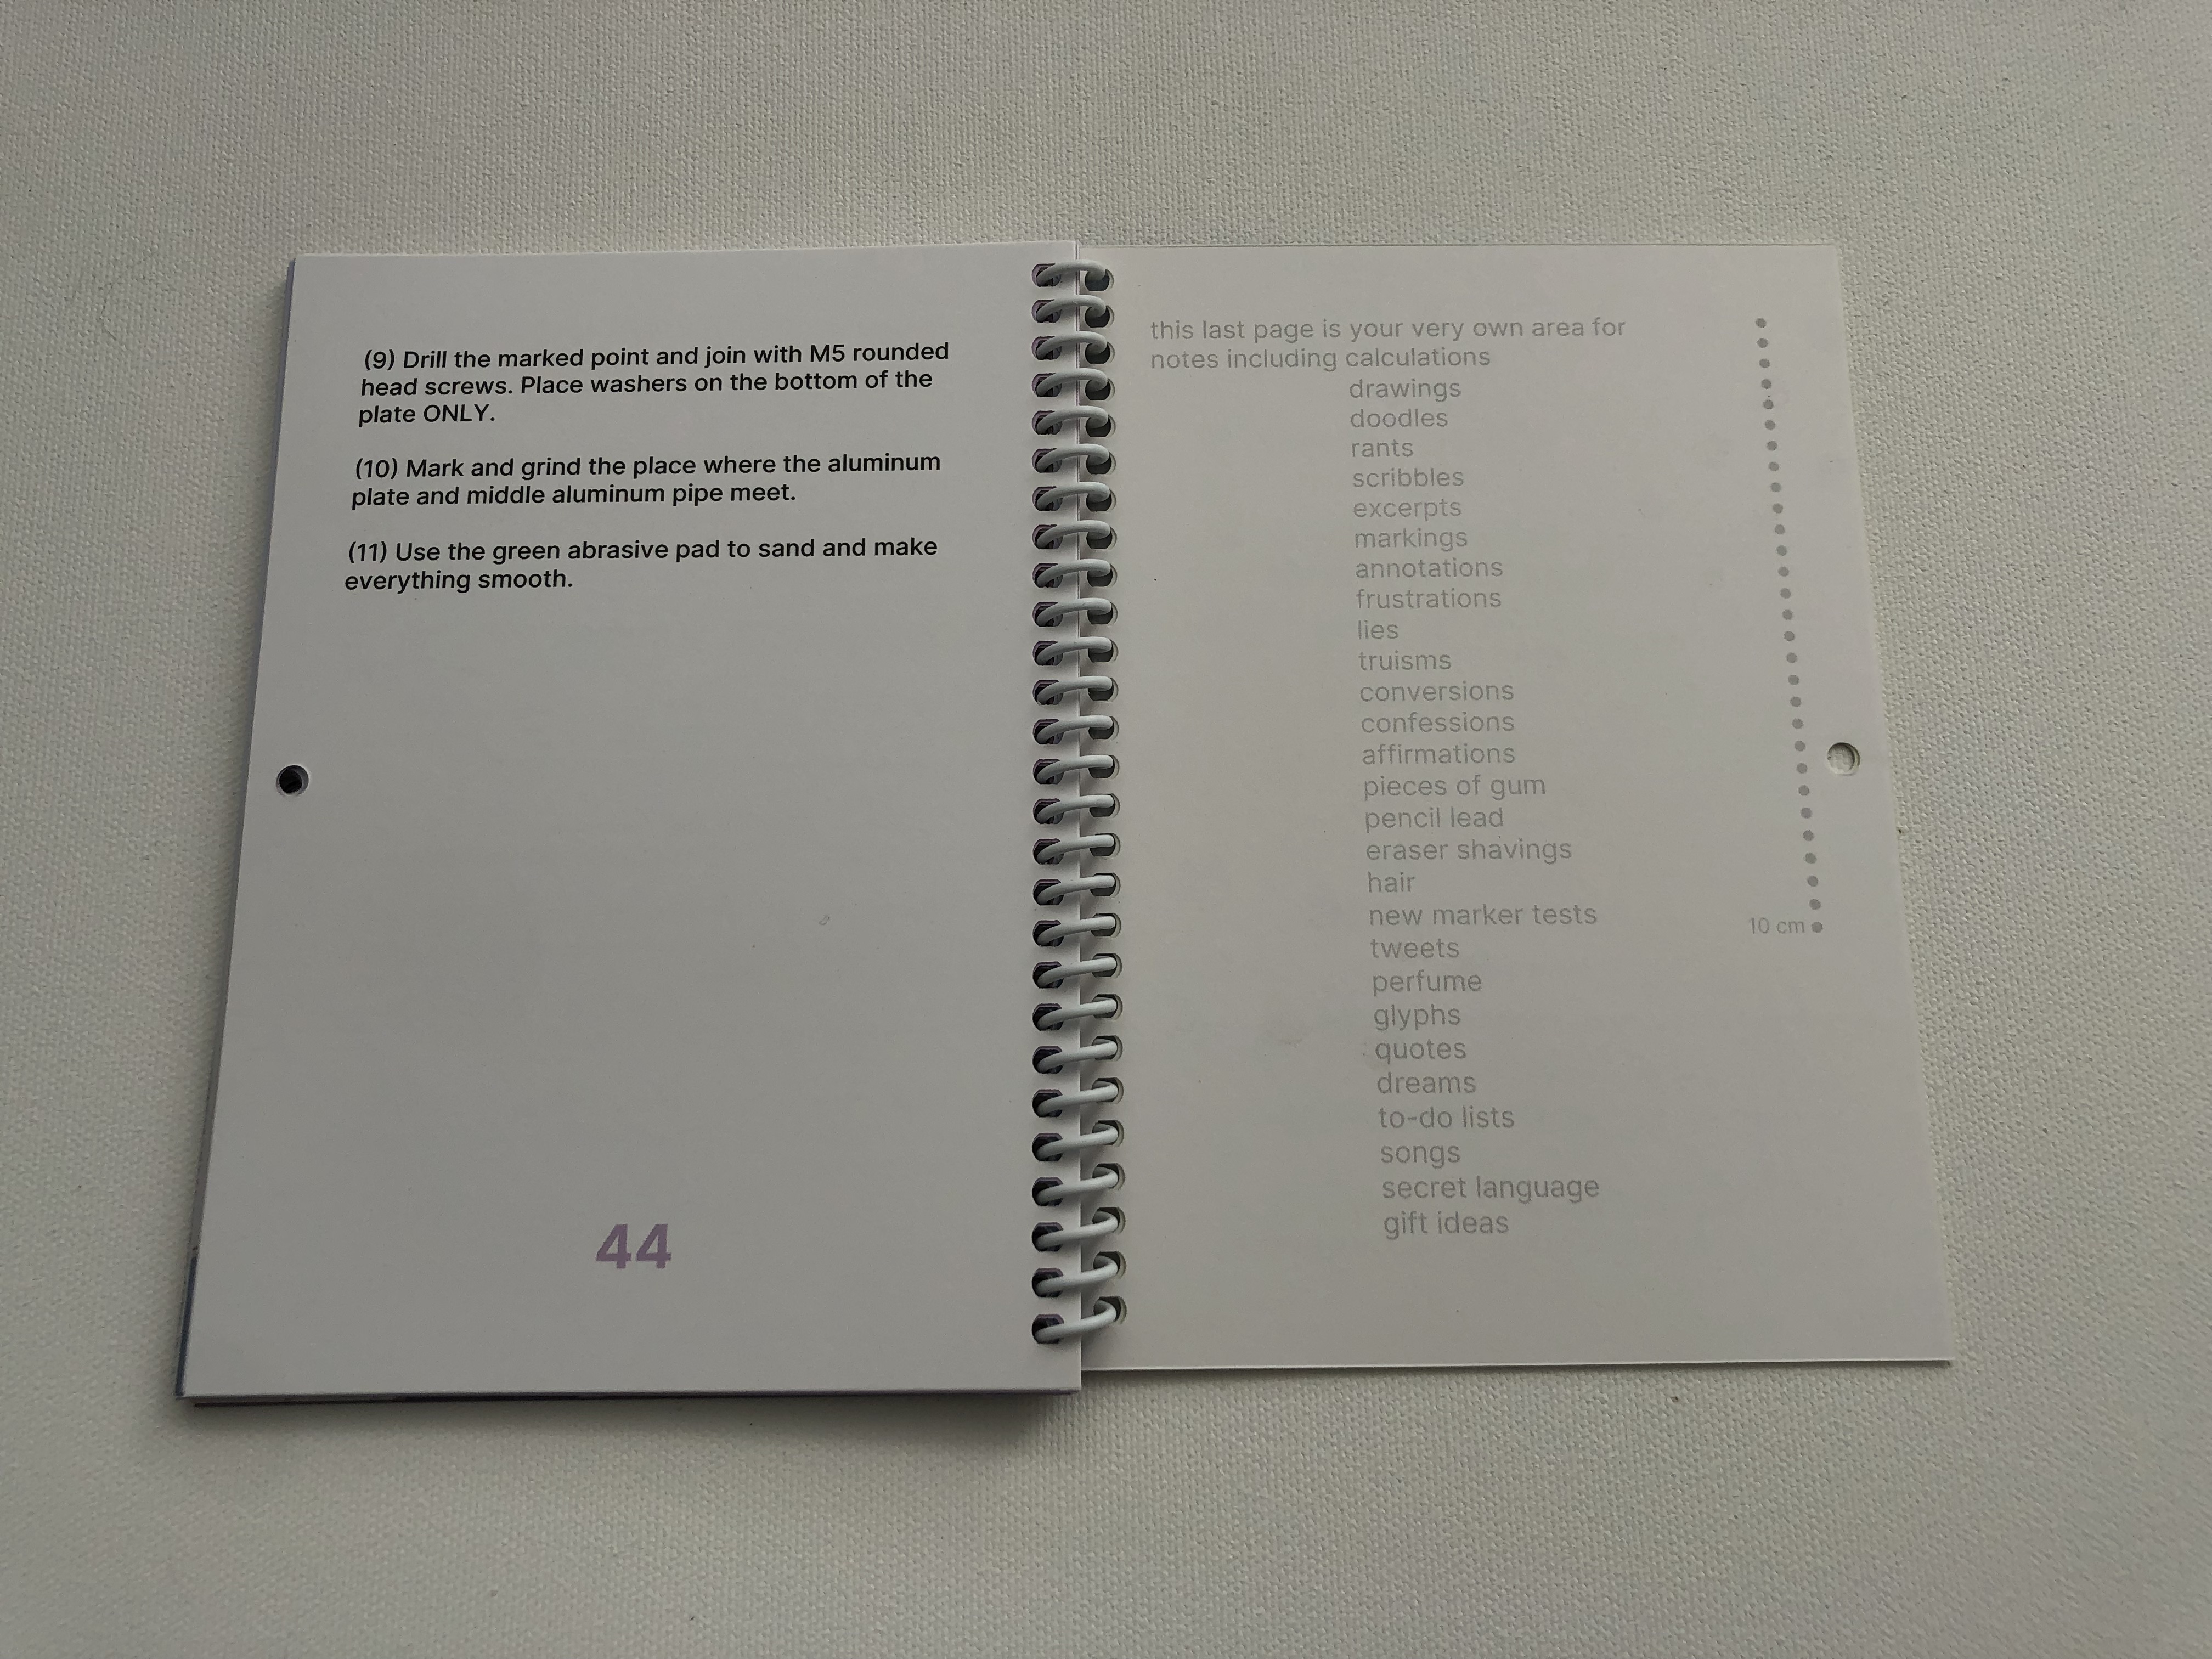 (9) Drill the marked point and join with M5 rounded
head screws. Place washers on the bottom of the
plate ONLY.
(10) Mark and grind the place where the aluminum
plate and middle aluminum pipe meet.
(11) Use the green abrasive pad to sand and make
everything smooth.
44
this last page is your very own area for
notes including calculations
drawings
doodles
rants
scribbles
excerpts
markings
annotations
frustrations
lies
truisms
conversions
confessions
affirmations
pieces of gum
pencil lead
eraser shavings
hair
new marker tests
tweets
perfume
glyphs
quotes
dreams
to-do lists
songs
secret language
gift ideas
10 cm